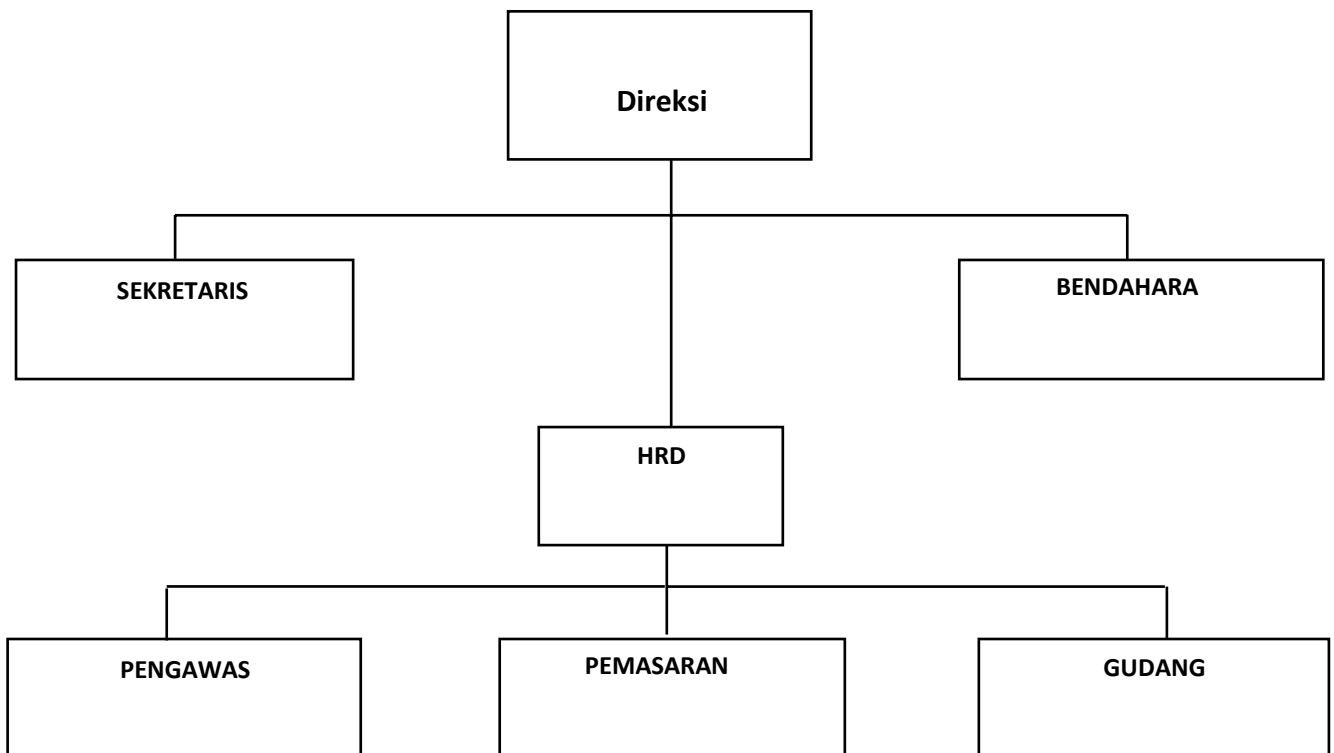 Direksi
SEKRETARIS
BENDAHARA
HRD
PENGAWAS
PEMASARAN
GUDANG